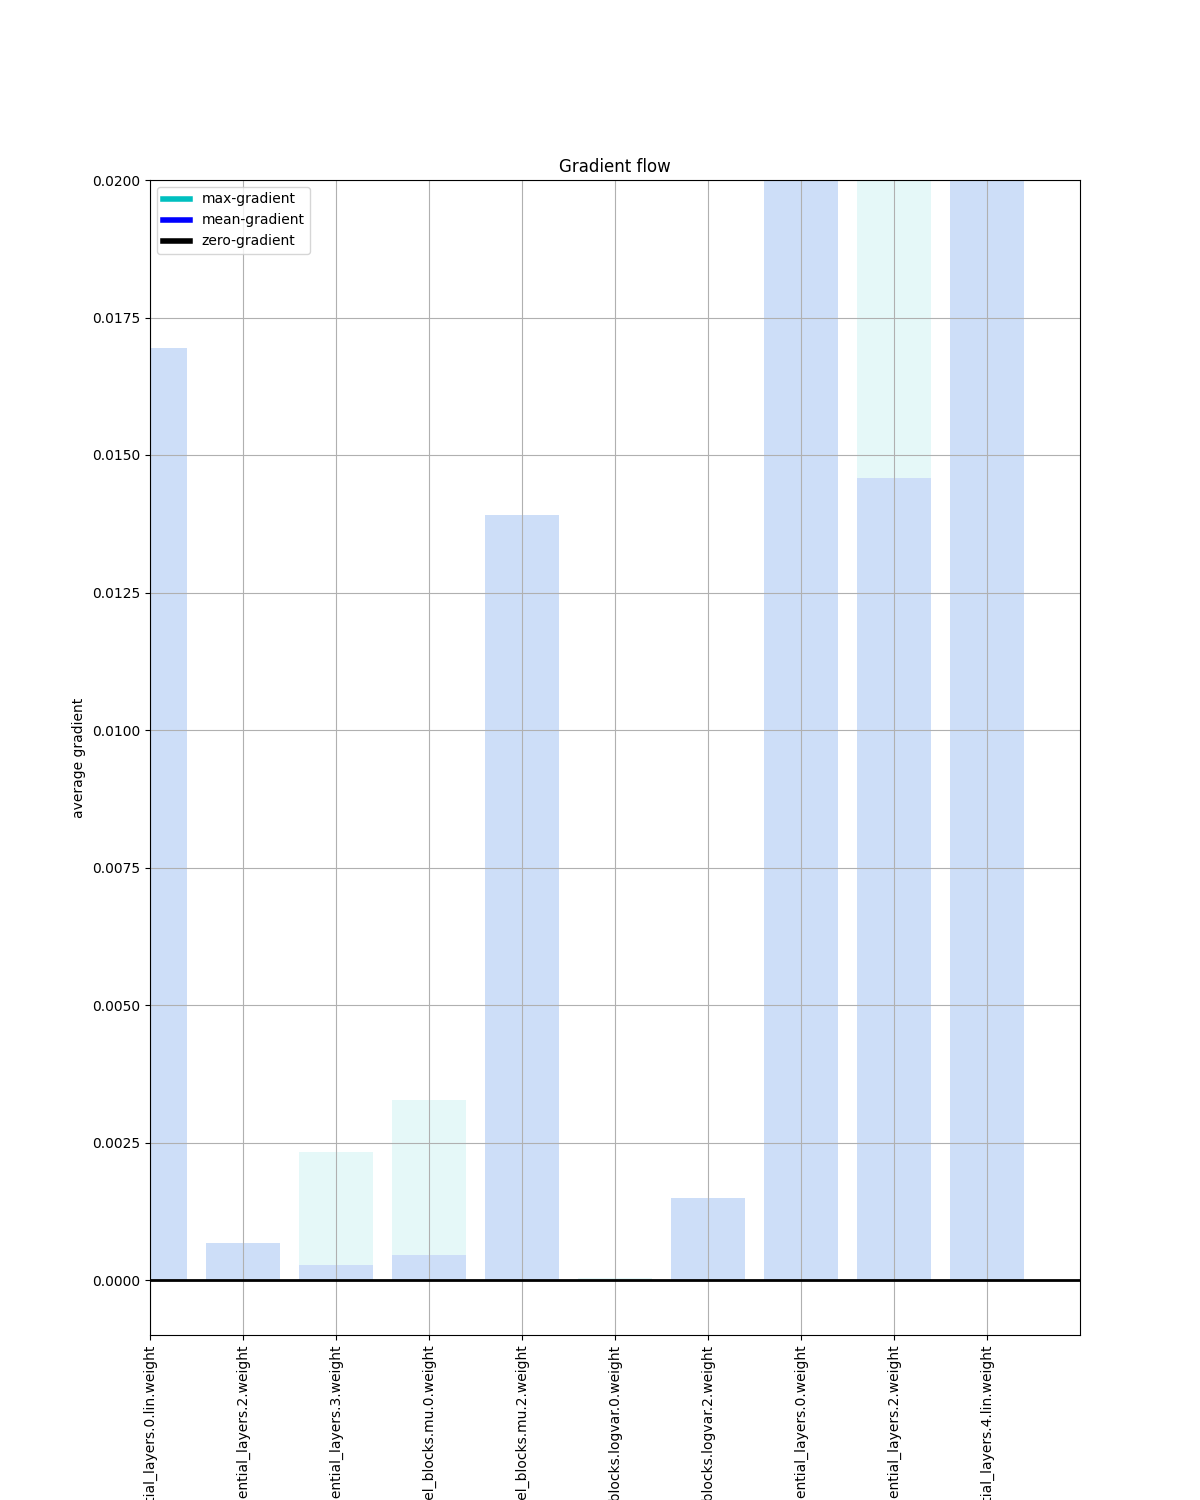 Gradient flow
max-gradient
mean-gradient
zero-gradient
0.0200
0.0175
0.0150
0.0125
0.0100
0.0075
0.0050
0.0025
0.0000
average gradient
tial_layers.0.lin.weight
ential_layers.2.weight
ential_layers.3.weight
el_blocks.mu.0.weight
el_blocks.mu.2.weight
blocks.logvar.0.weight
blocks.logvar.2.weight
ential_layers.0.weight
ential_layers.2.weight
tial_layers.4.lin.weight